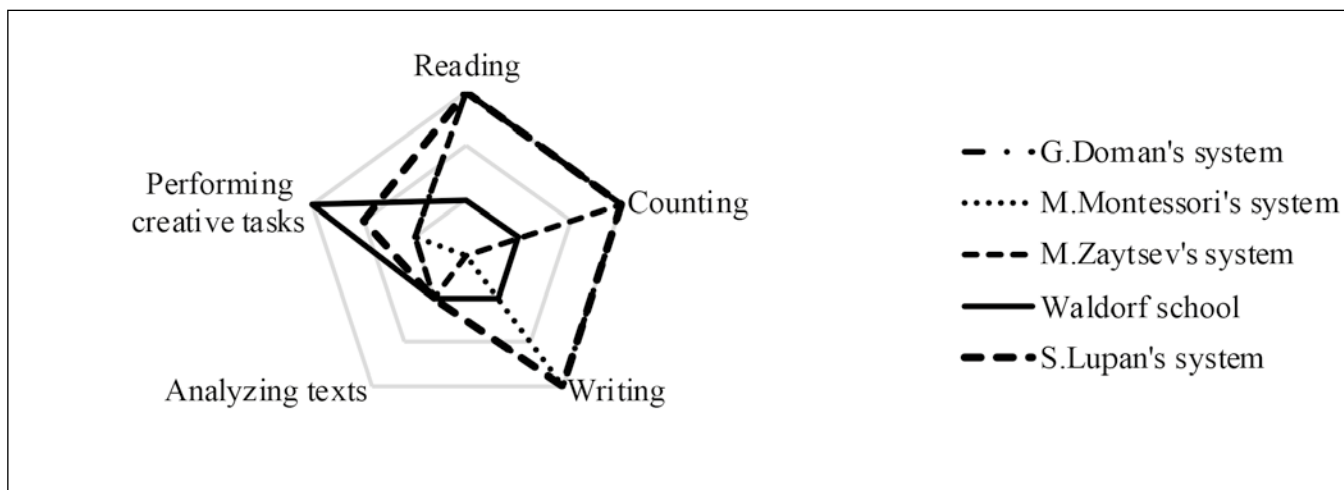 Reading
Performing
creative tasks
Counting
Analyzing texts
Writing
G.Doman's system
M.Montessori's system
M.Zaytsev's system
Waldorf school
S.Lupan's system